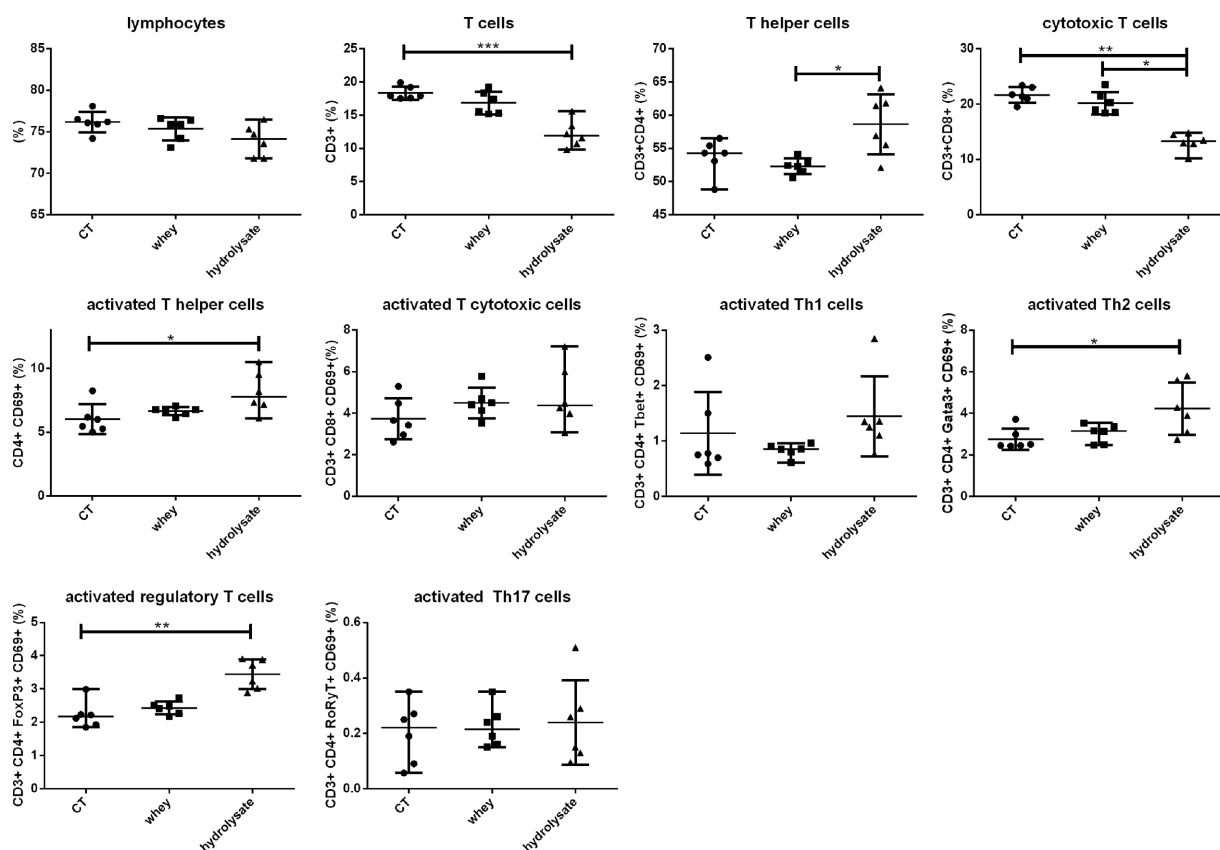 lymphocytes
(%)
85
80
75
70
65
CT
whey
hydrolysate
T cells
CD3+(%)
25
20
15
10
5
0
***
CT
whey
hydrolysate
T helper cells
CD3+CD4+ (%)
70
65
60
55
50
45
*
CT
whey
hydrolysate
cytotoxic T cells
CD3+CD8+ (%)
30
20
10
0
**
*
CT
whey
hydrolysate
activated T helper cells
CD4+ CD69+ (%)
10
5
0
*
CT
whey
hydrolysate
activated T cytotoxic cells
CD3+ CD8+ CD69+(%)
8
6
4
2
0
CT
whey
hydrolysate
activated Th1 cells
CD3+ CD4+ Tbet+ CD69+ (%)
3
2
1
0
CT
whey
hydrolysate
activated Th2 cells
CD3+ CD4+ Gata3+ CD69+ (%)
8
6
4
2
0
*
CT
whey
hydrolysate
activated regulatory T cells
CD3+ CD4+ FoxP3+ CD69+ (%)
5
4
3
2
1
0
**
CT
whey
hydrolysate
activated Th17 cells
CD3+ CD4+ RoRyT+ CD69+ (%)
0.6
0.4
0.2
0.0
CT
whey
hydrolysate